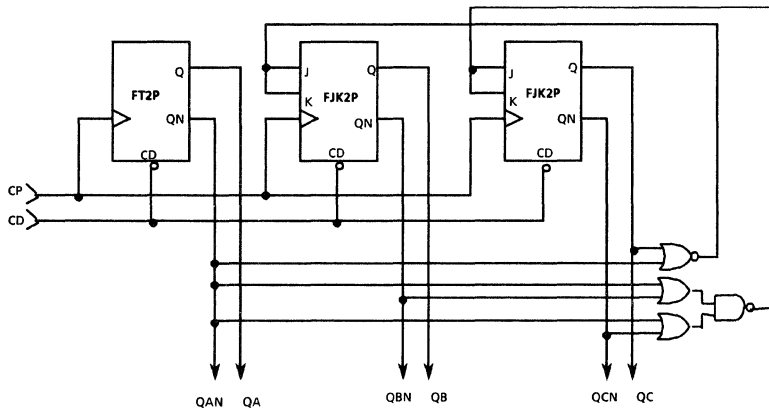 Q
FT2P
QN
CD
J
K
Q
FJK2P
QN
CD
J
K
Q
FJK2P
QN
CD
CP
CD
QAN QA QBN QB QCN QC